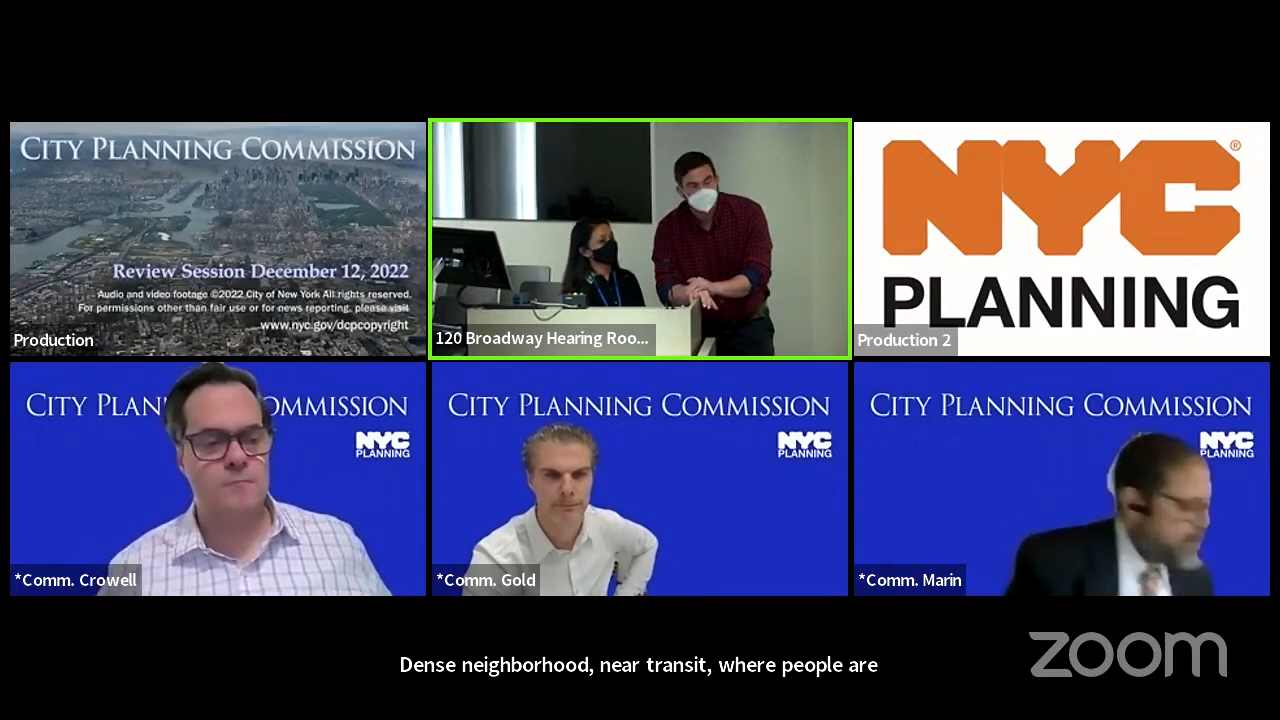 CITY PLANNING COMMISSION
Review Session December 12, 2022
Audio and video footage ©2022 City of New York All rights reserved.
For permissions other than fair use or for news reporting, please visit
www.nyc.gov/dcpcopyright
Production
120 Broadway Hearing Roo...
NYC®
PLANNING
Production 2
CITY PLAN OMMISSION
NYC
PLANNING
*Comm. Crowell
CITY PLANNING COMMISSION
NYC
PLANNING
*Comm. Gold
CITY PLANNING COMMISSION
NYC
PLANNING
*Comm. Marin
Dense neighborhood, near transit, where people are
zoom